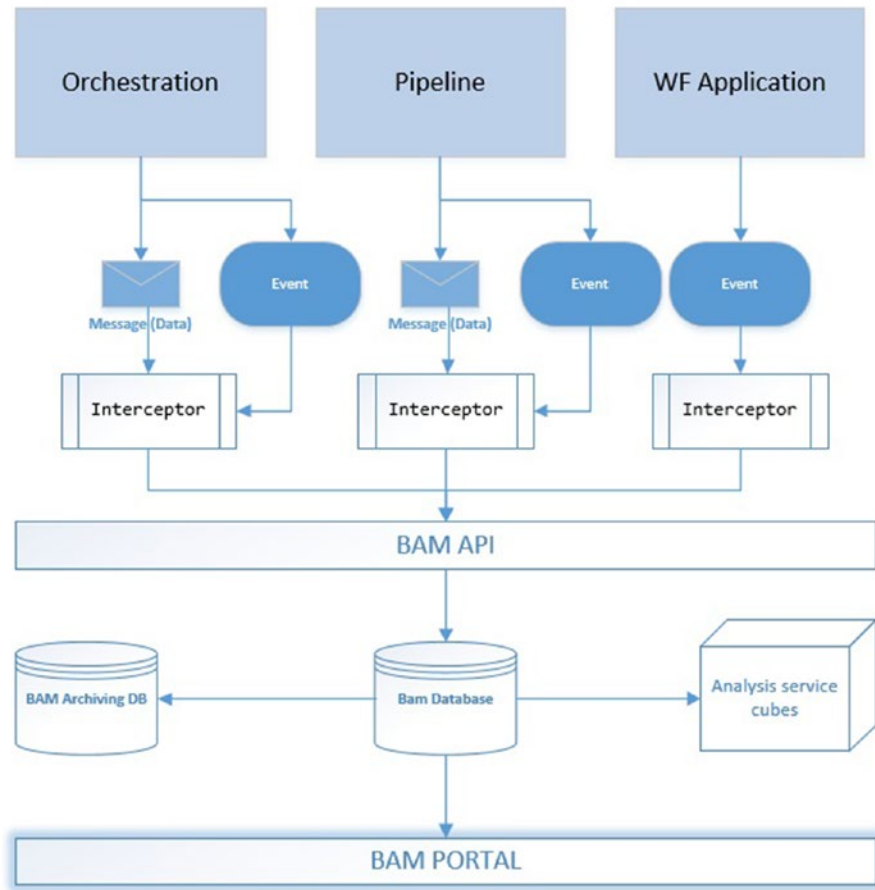 Orchestration
Pipeline
WF Application
Event
Event
Event
Message (Data)
Message (Data)
Interceptor
Interceptor
Interceptor
BAM API
BAM Archiving DB
Bam Database
Analysis service
cubes
BAM PORTAL